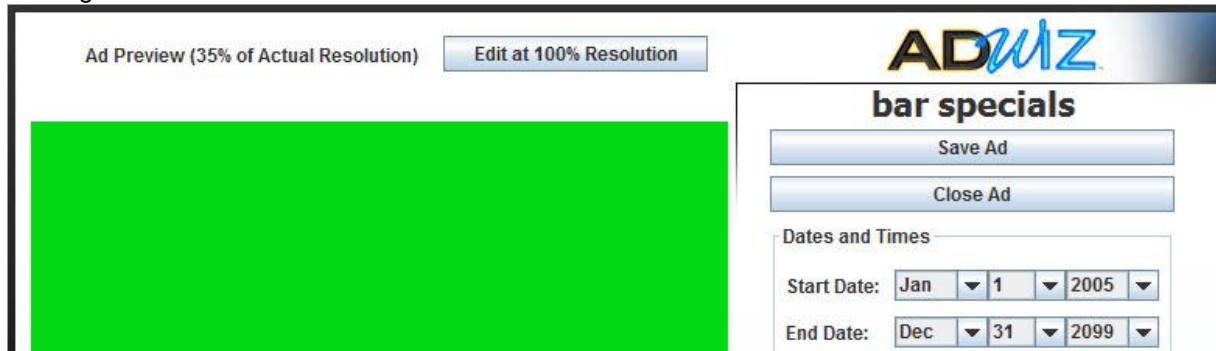 Ad Preview (35% of Actual Resolution) Edit at 100% Resolution
ADWIZ
bar specials
Save Ad
Close Ad
Dates and Times
Start Date: Jan 1 2005
End Date: Dec 31 2099